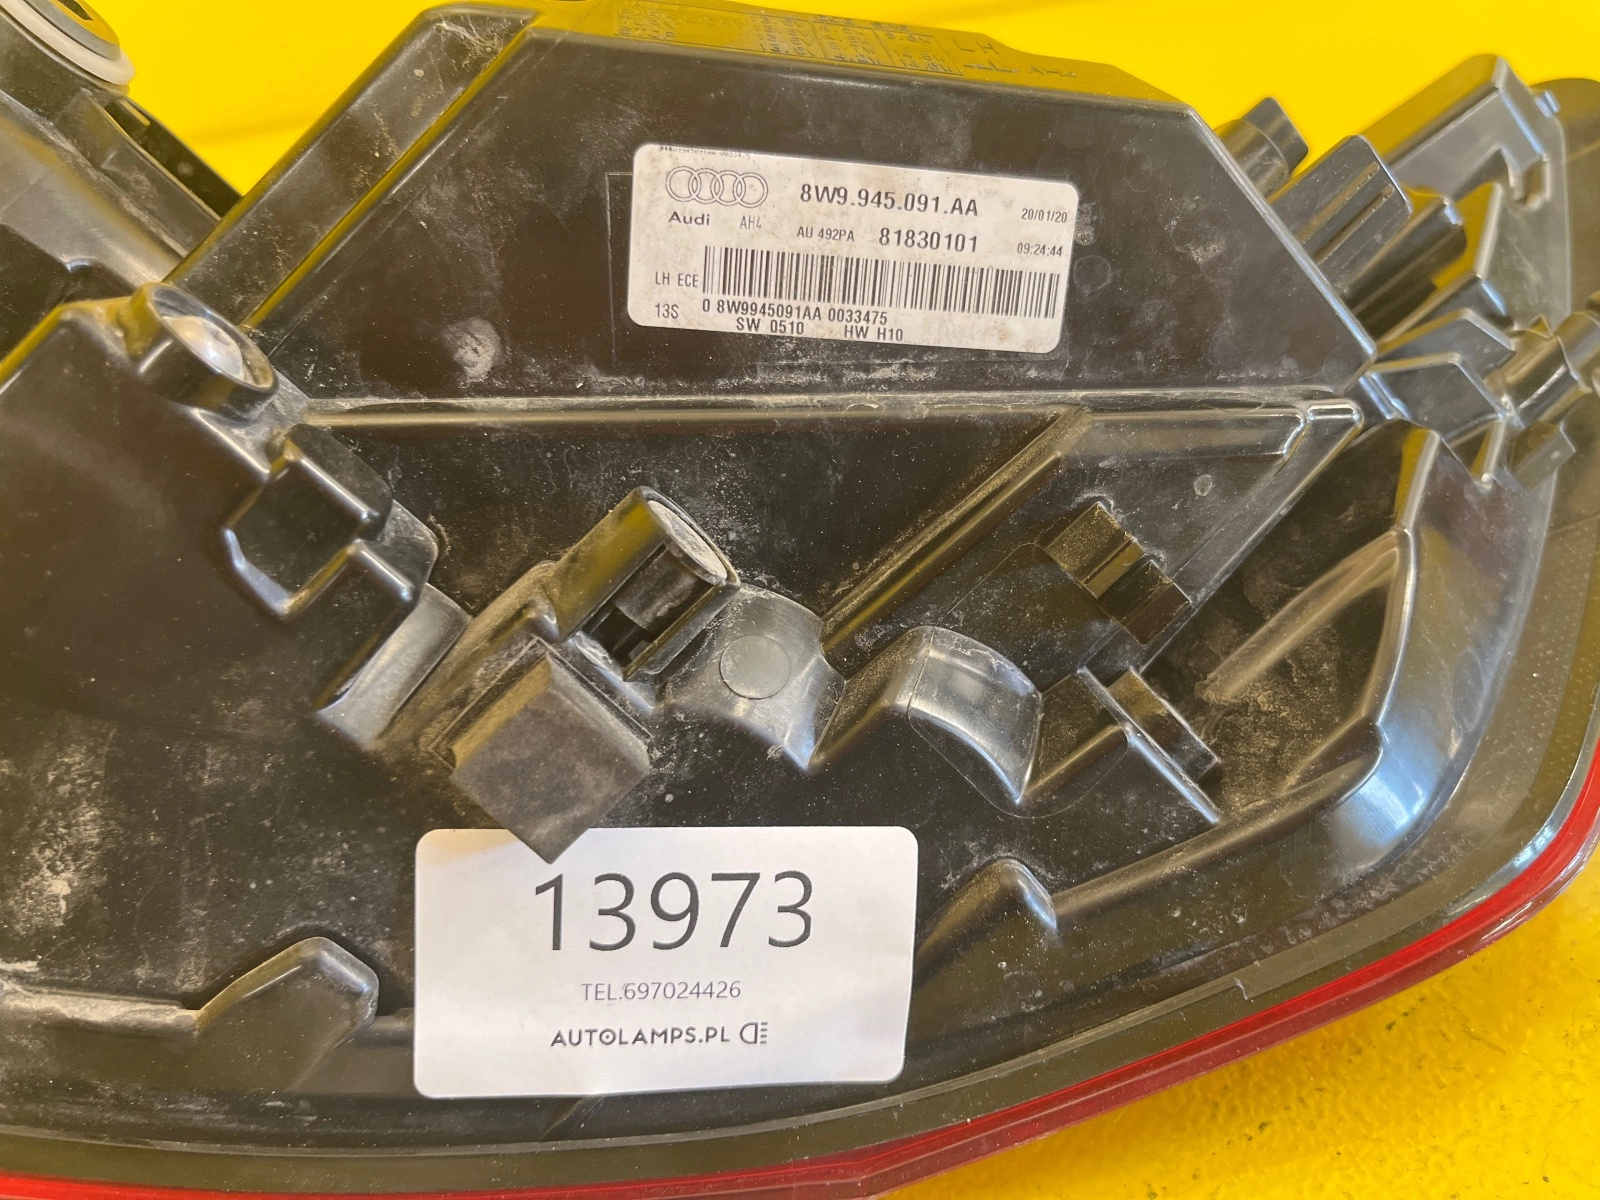 LH
8W9.945.091.AA
20/01/20
Audi
AH4
AU 492PA 81830101
09:24:44
LH ECE
13S
0 8W9945091AA 0033475
SW 0510 HW H10
13973
TEL.697024426
AUTOLAMPS.PL